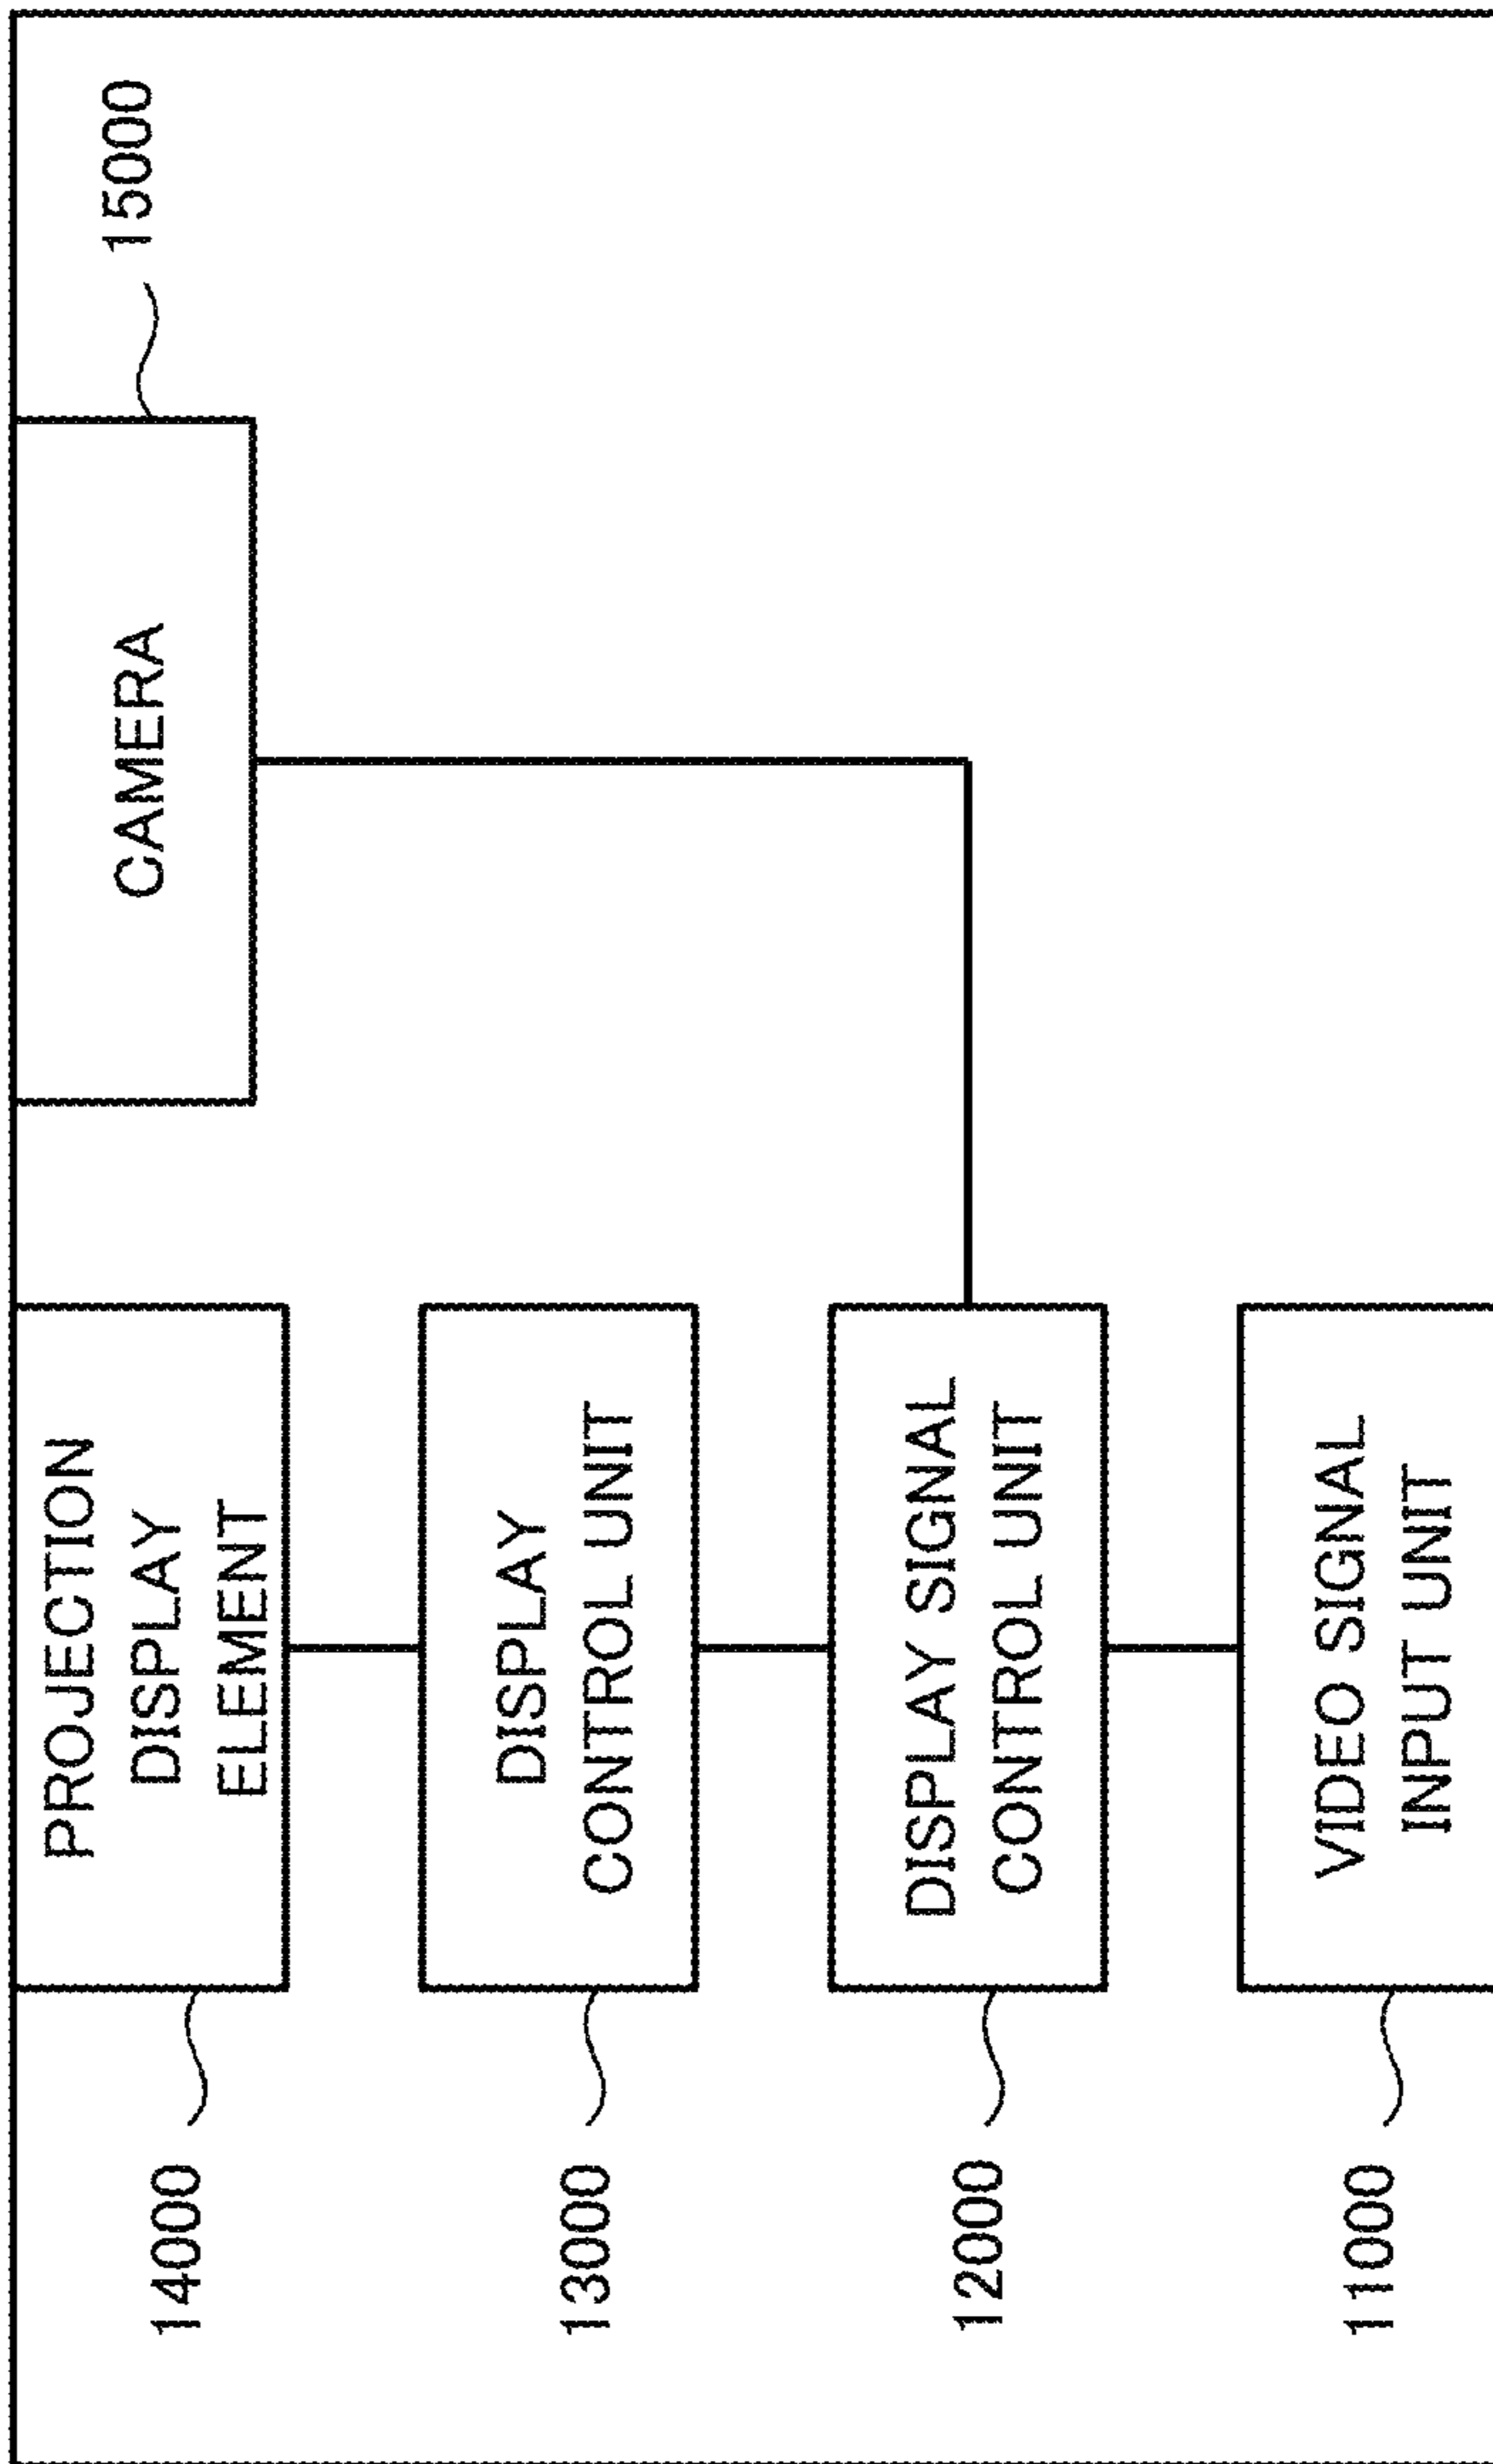 15000
CAMERA
PROJECTION
DISPLAY
ELEMENT
14000
DISPLAY
CONTROL UNIT
13000
DISPLAY SIGNAL
CONTROL UNIT
12000
VIDEO SIGNAL
INPUT UNIT
11000